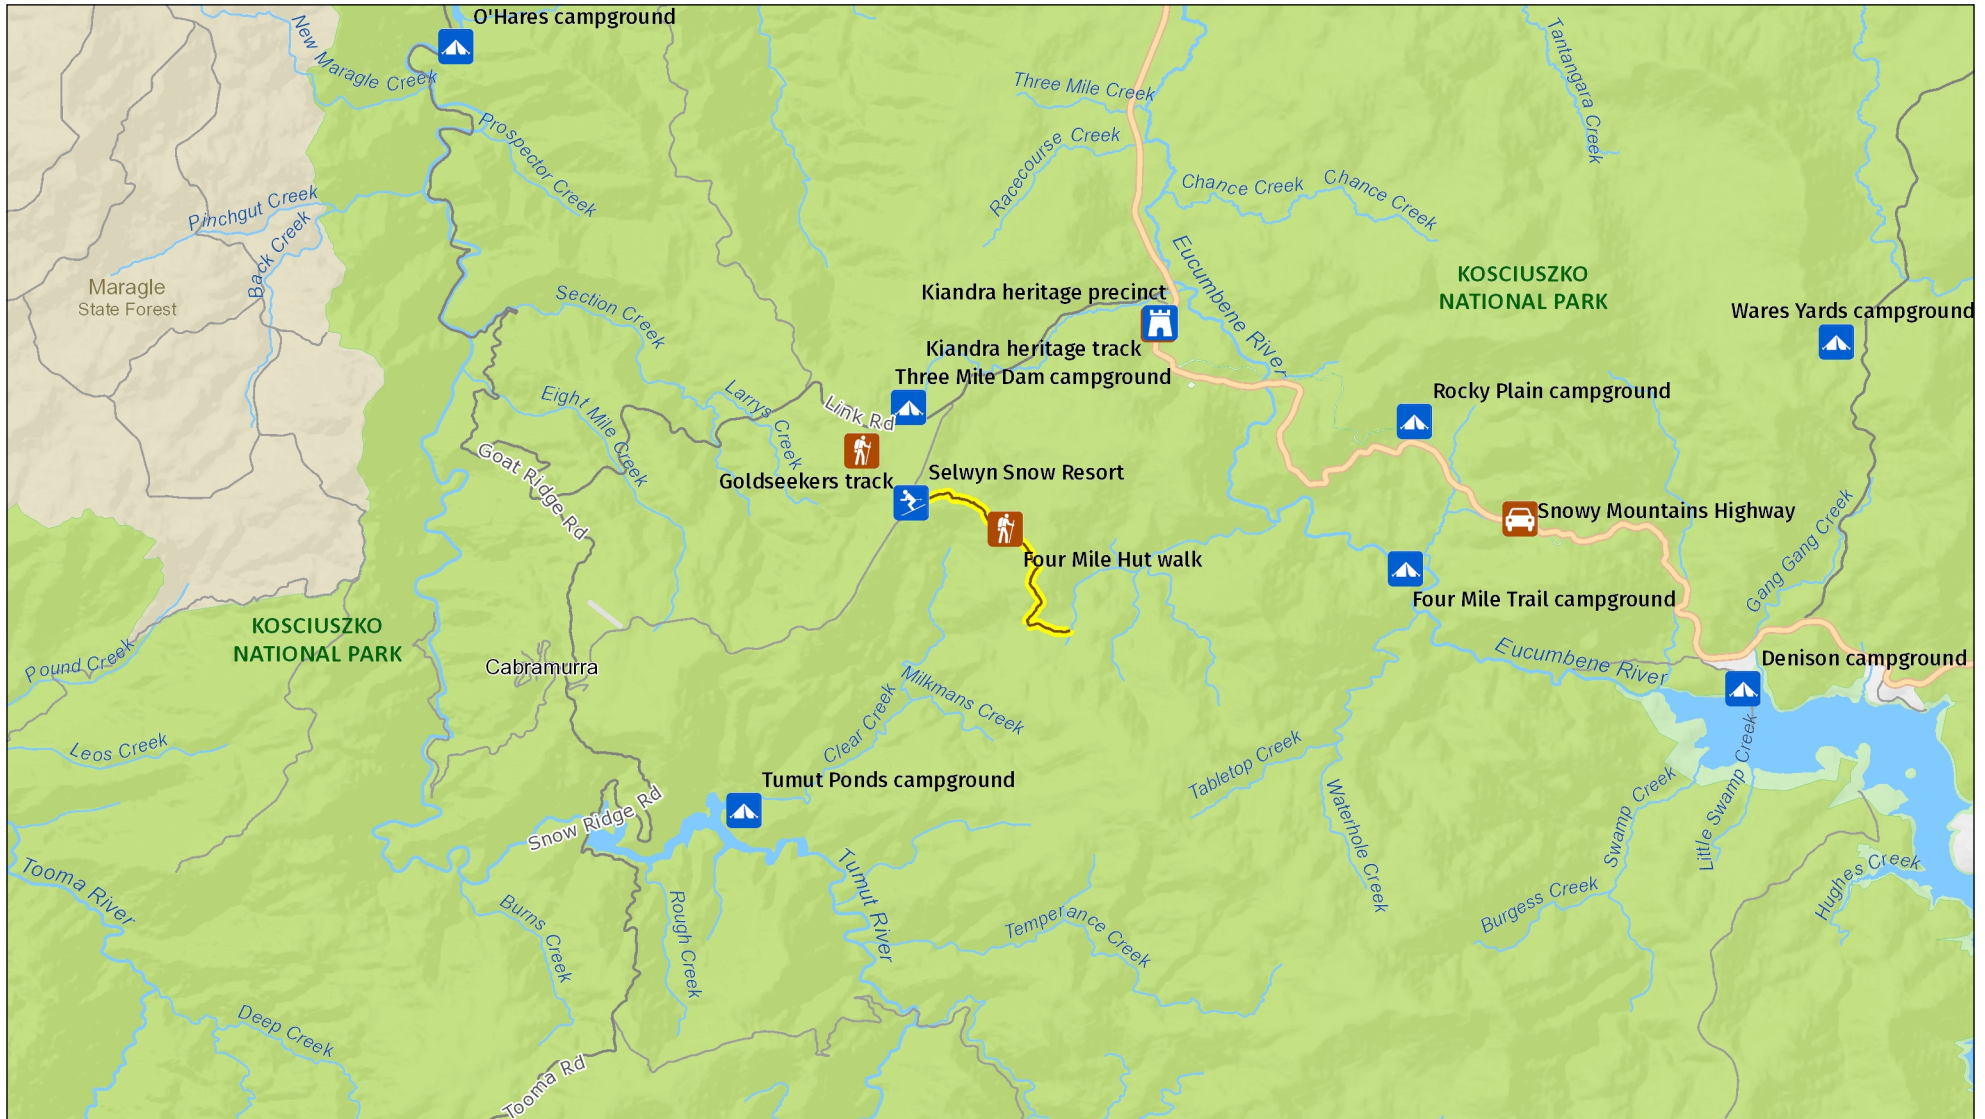 O'Hares campground
New Maragle Creek
Tantangara Creek
Three Mile Creek
Prospector Creek
Racecourse Creek
Chance Creek
Chance Creek
Pinchgut Creek
Back Creek
Eucumbene River
KOSCIUSZKO
NATIONAL PARK
Maragle
State Forest
Kiandra heritage precinct
Section Creek
Wares Yards campground
Kiandra heritage track
Three Mile Dam campground
Rocky Plain campground
Eight Mile Creek
Larrys Creek
Link Rd
Goat Ridge Rd
Selwyn Snow Resort
Goldseekers track
Snowy Mountains Highway
Gang Gang Creek
Four Mile Hut walk
Four Mile Trail campground
KOSCIUSZKO
NATIONAL PARK
Pound Creek
Cabramurra
Eucumbene River
Denison campground
Milkmans Creek
Clear Creek
Leos Creek
Tabletop Creek
Little Swamp Creek
Tumut Ponds campground
Swamp Creek
Waterhole Creek
Snow Ridge Rd
Tooma River
Tumut River
Hughes Creek
Burgess Creek
Burns Creek
Rough Creek
Temperance Creek
Deep Creek
Tooma Rd